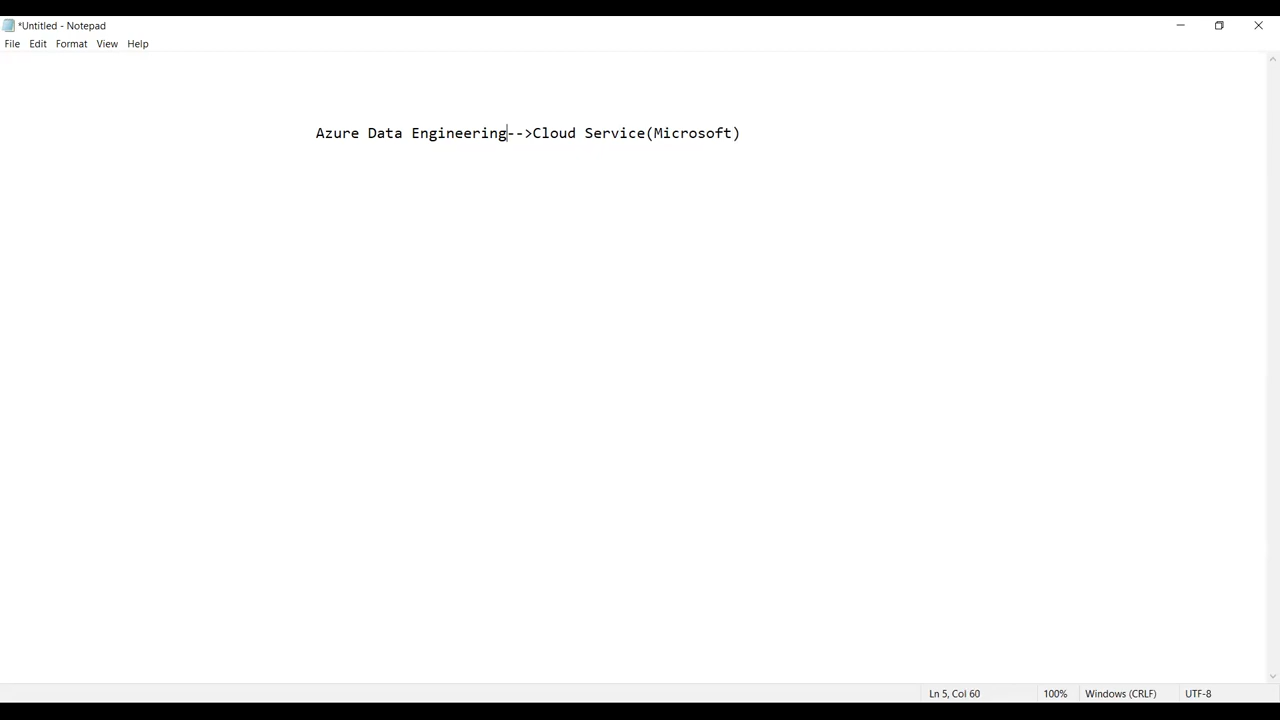 *Untitled - Notepad
File Edit Format View Help
Azure Data Engineering-->Cloud Service(Microsoft)
Ln 5, Col 60 100% Windows (CRLF) UTF-8